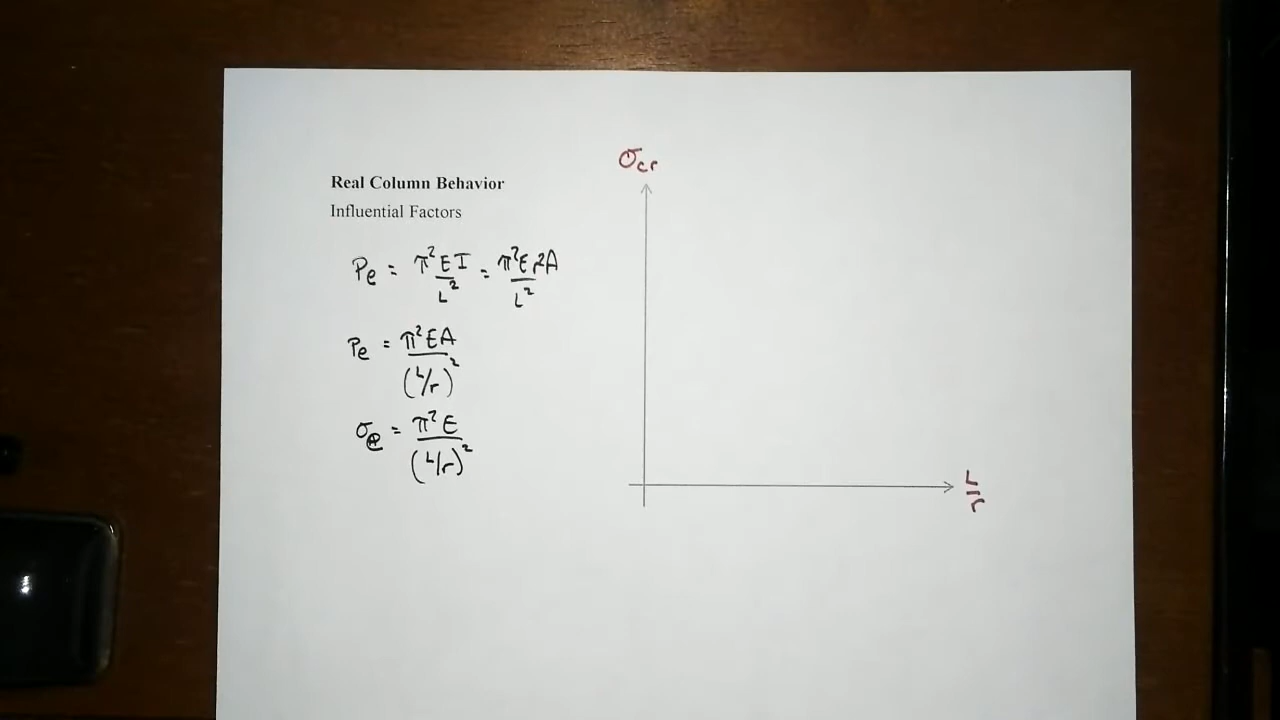 Real Column Behavior
Influential Factors
Pe = π²EI/L² = π²Er²A/L²
Pe = π²EA/(L/r)²
σe = π²E/(L/r)²
σcr
L/r